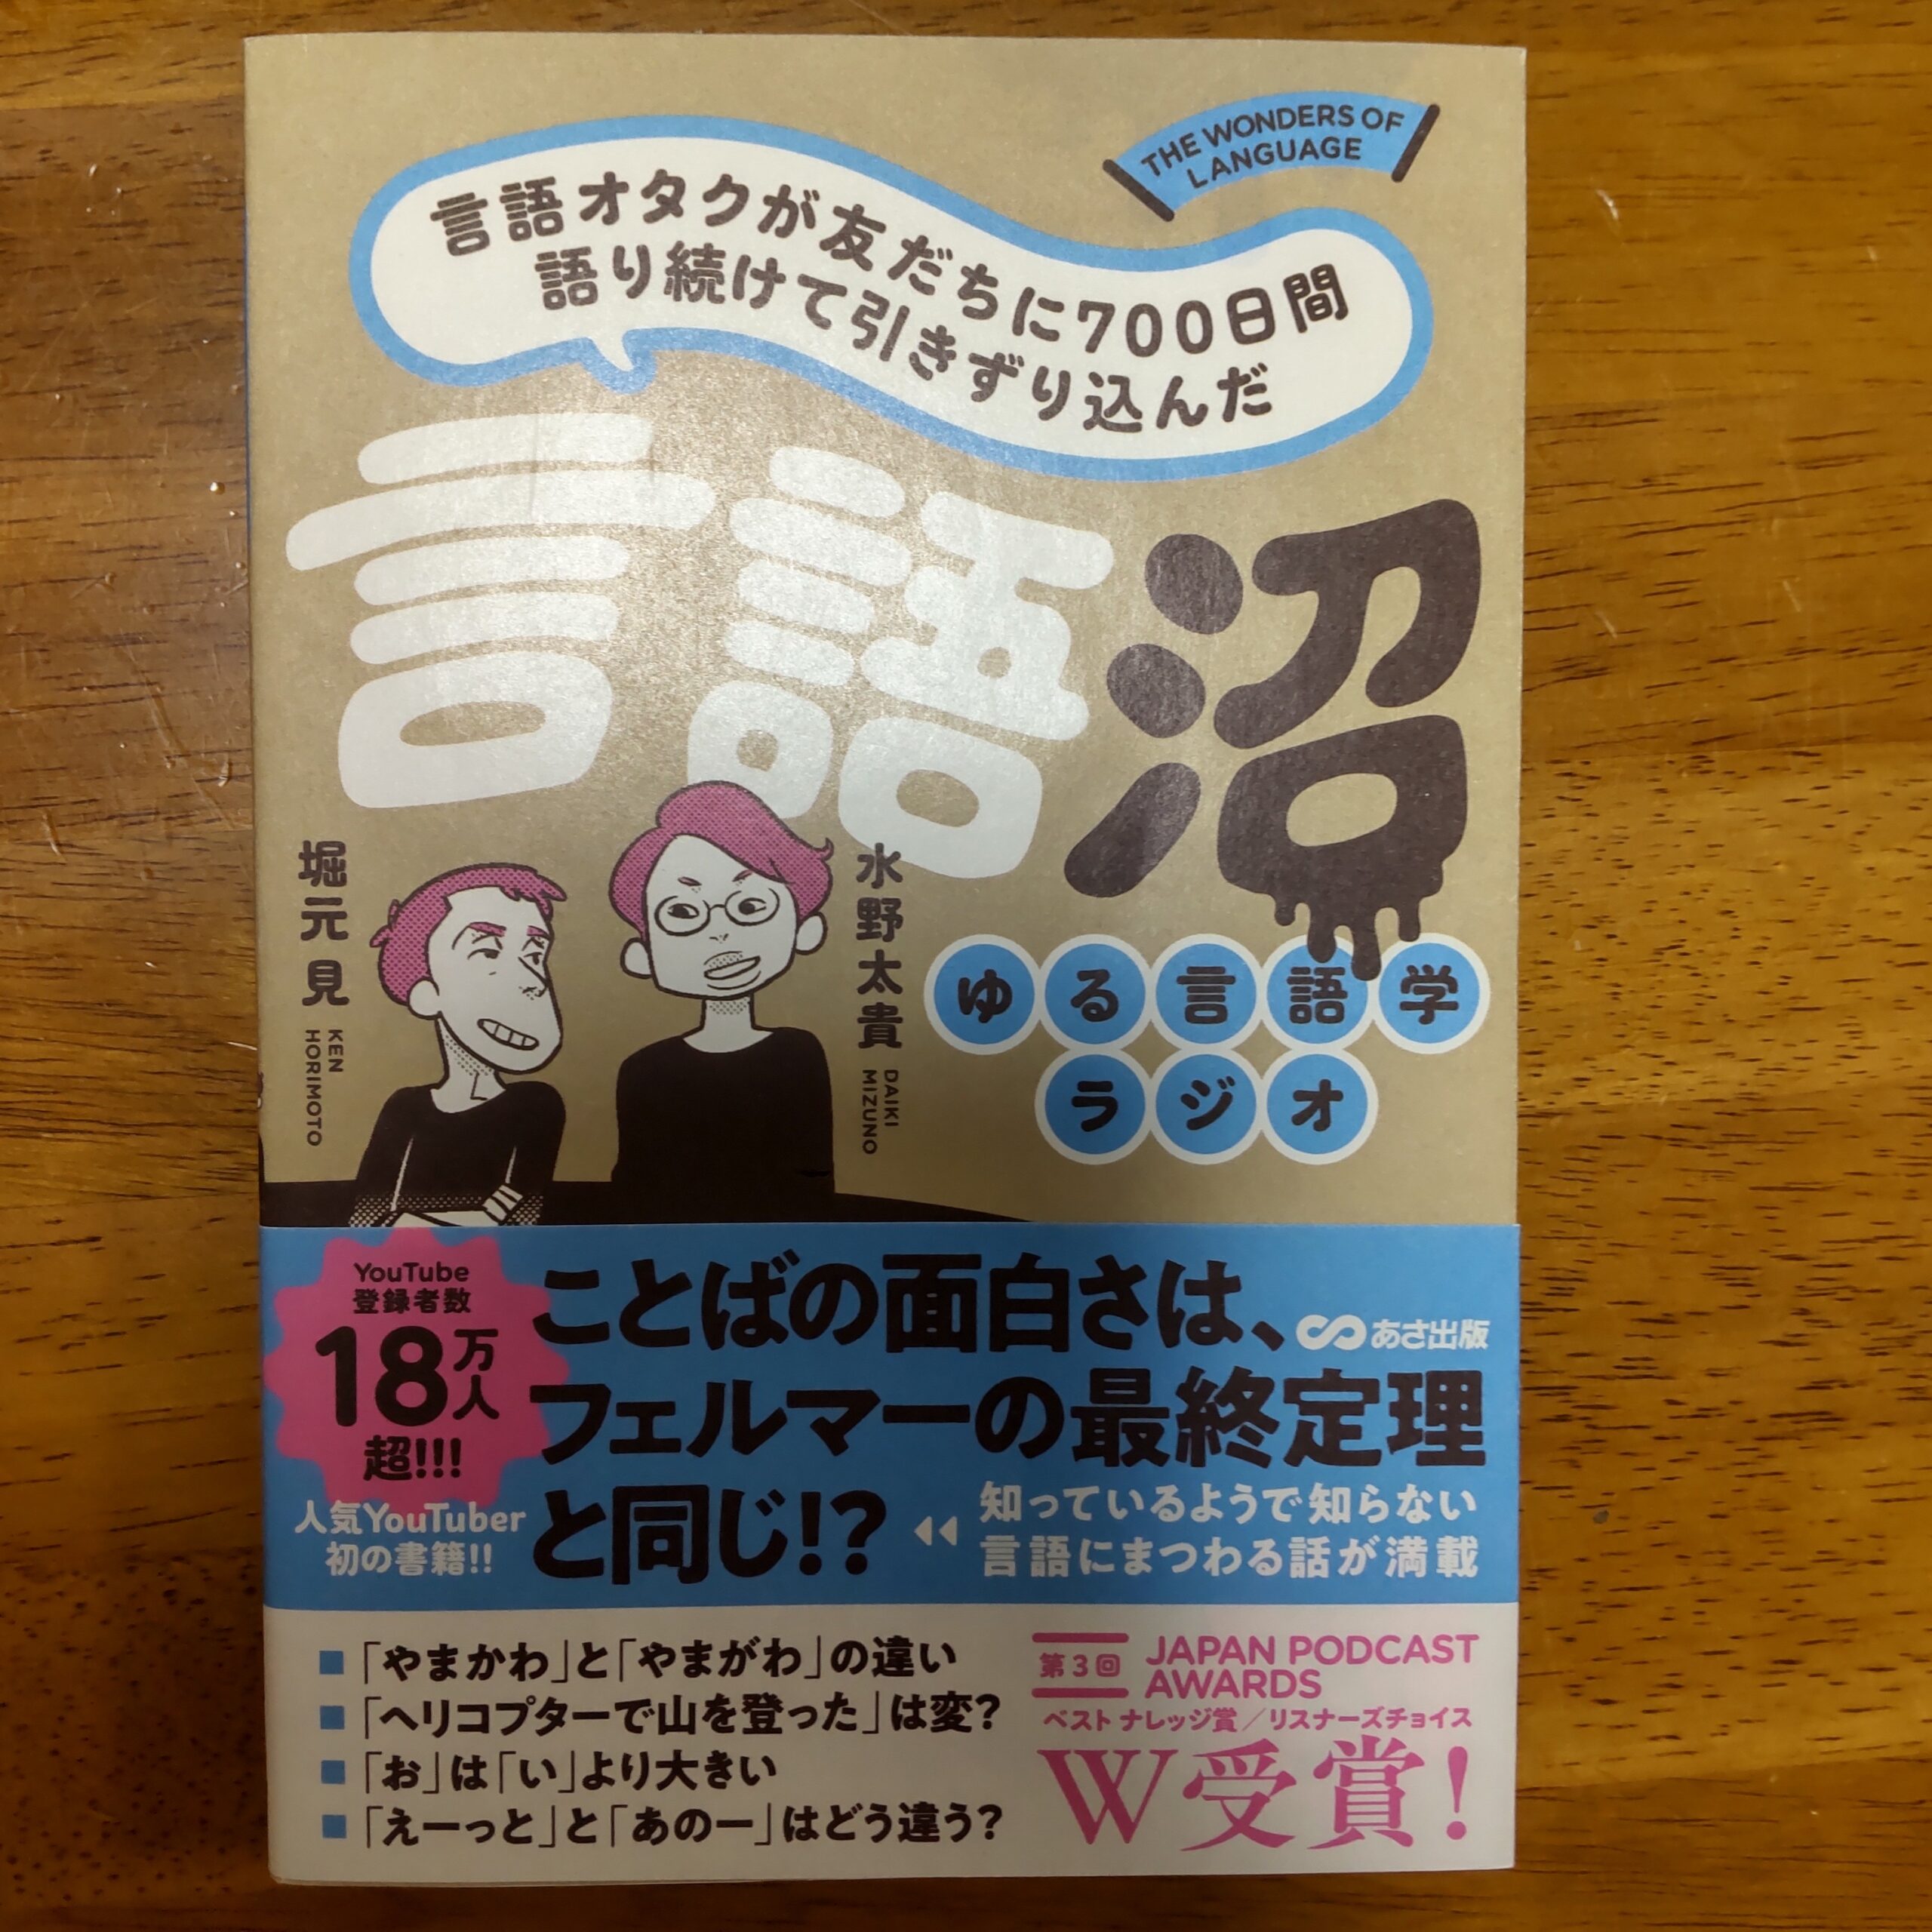 THE WONDERS OF
LANGUAGE
言語オタクが友だちに700日間
語り続けて引きずり込んだ
言語沼
堀元見
KEN
HORIMOTO
水野太貴
DAIKI
MIZUNO
ゆる言語学
ラジオ
YouTube
登録者数
18万人
超!!!
人気YouTuber
初の書籍!!
ことばの面白さは、
フェルマーの最終定理
と同じ!?
あさ出版
知っているようで知らない
言語にまつわる話が満載
「やまかわ」と「やまがわ」の違い
「ヘリコプターで山を登った」は変?
「お」は「い」より大きい
「えーっと」と「あのー」はどう違う?
第3回
JAPAN PODCAST
AWARDS
ベスト ナレッジ賞/リスナーズチョイス
W受賞!